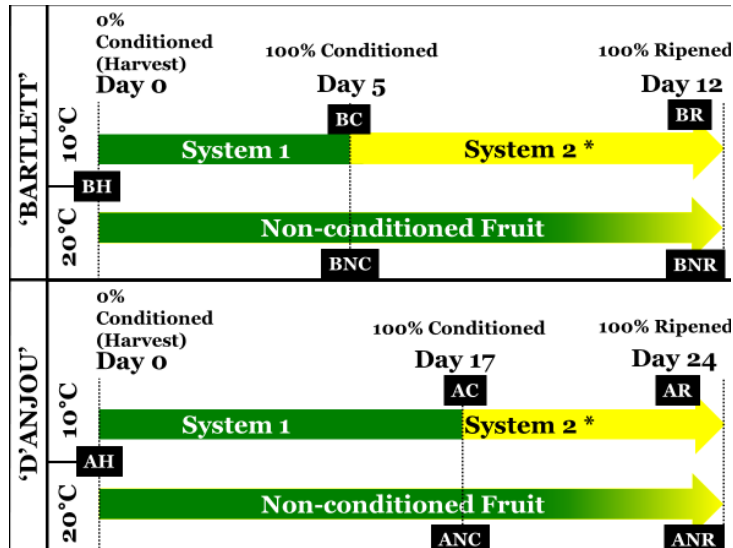 0%
Conditioned
(Harvest)
100% Conditioned
100% Ripened
Day 0
Day 5
Day 12
BC
BR
'BARTLETT'
10°C
System 1
System 2 *
BH
20°C
Non-conditioned Fruit
BNC
BNR
0%
Conditioned
(Harvest)
100% Conditioned
100% Ripened
Day 0
Day 17
Day 24
AC
AR
'D'ANJOU'
10°C
System 1
System 2 *
AH
20°C
Non-conditioned Fruit
ANC
ANR